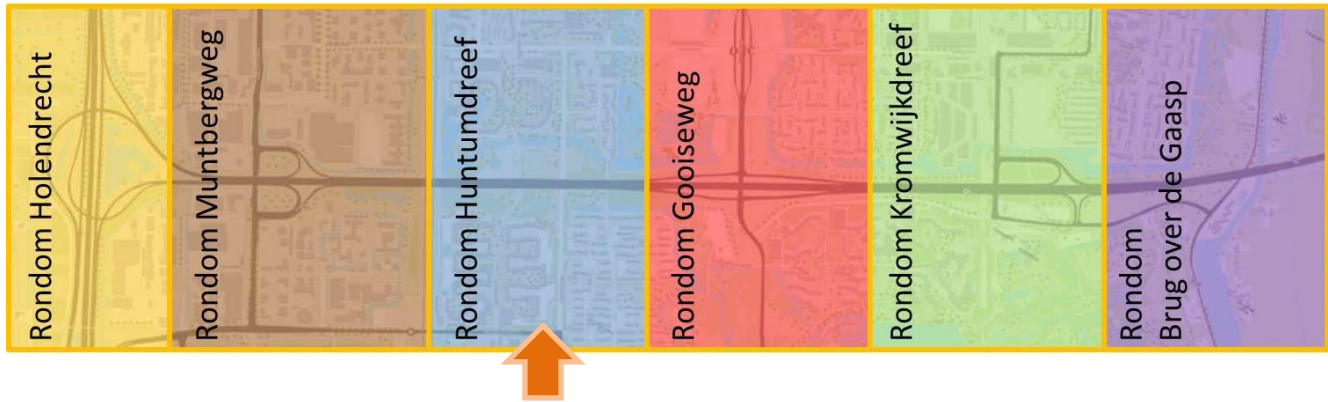 Rondom Holendrecht
Rondom Muntbergweg
Rondom Huntumdreef
Rondom Gooiseweg
Rondom Kromwijkdreef
Rondom
Brug over de Gaasp